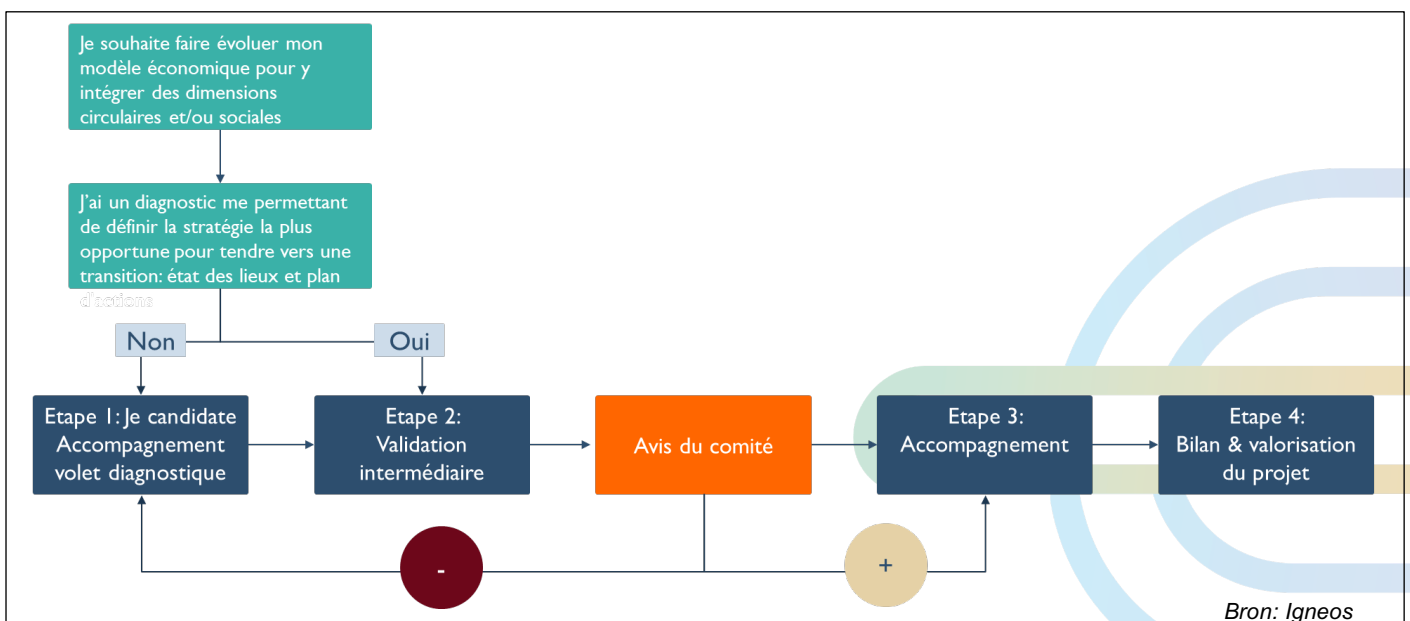 Je souhaite faire évoluer mon
modèle économique pour y
intégrer des dimensions
circulaires et/ou sociales
J'ai un diagnostic me permettant
de définir la stratégie la plus
opportune pour tendre vers une
transition: état des lieux et plan
d'actions
Non
Oui
Etape 1: Je candidate
Accompagnement
volet diagnostique
Etape 2:
Validation
intermédiaire
Avis du comité
Etape 3:
Accompagnement
Etape 4:
Bilan & valorisation
du projet
-
+
Bron: Igneos